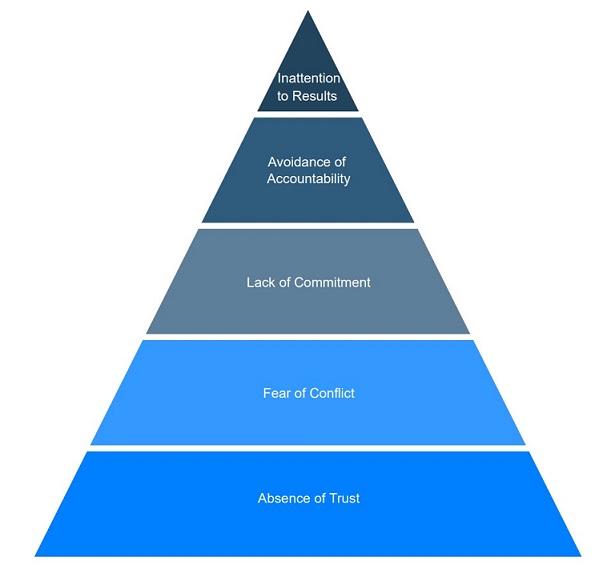 Inattention
to Results
Avoidance of
Accountability
Lack of Commitment
Fear of Conflict
Absence of Trust